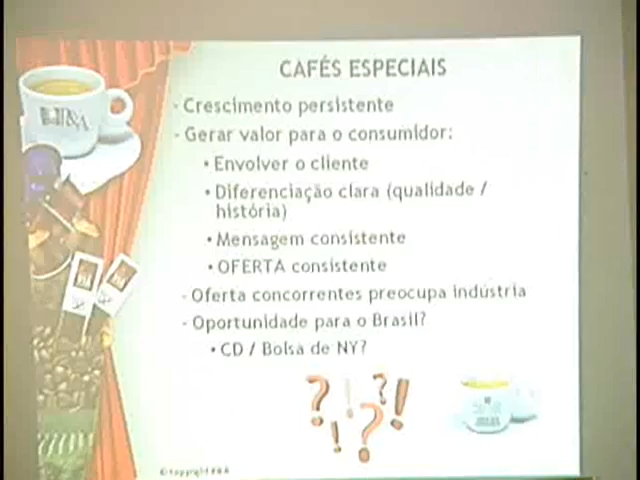 CAFÉS ESPECIAIS
- Crescimento persistente
- Gerar valor para o consumidor:
• Envolver o cliente
• Diferenciação clara (qualidade /
história)
• Mensagem consistente
• OFERTA consistente
- Oferta concorrentes preocupa indústria
- Oportunidade para o Brasil?
• CD / Bolsa de NY?
? ! ? ! ! ?
© Copyright